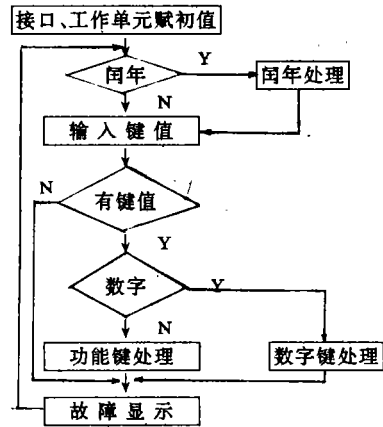 接口、工作单元赋初值
闰年
Y
闰年处理
N
输入键值
N
有键值
Y
数字
Y
N
功能键处理
数字键处理
故障显示